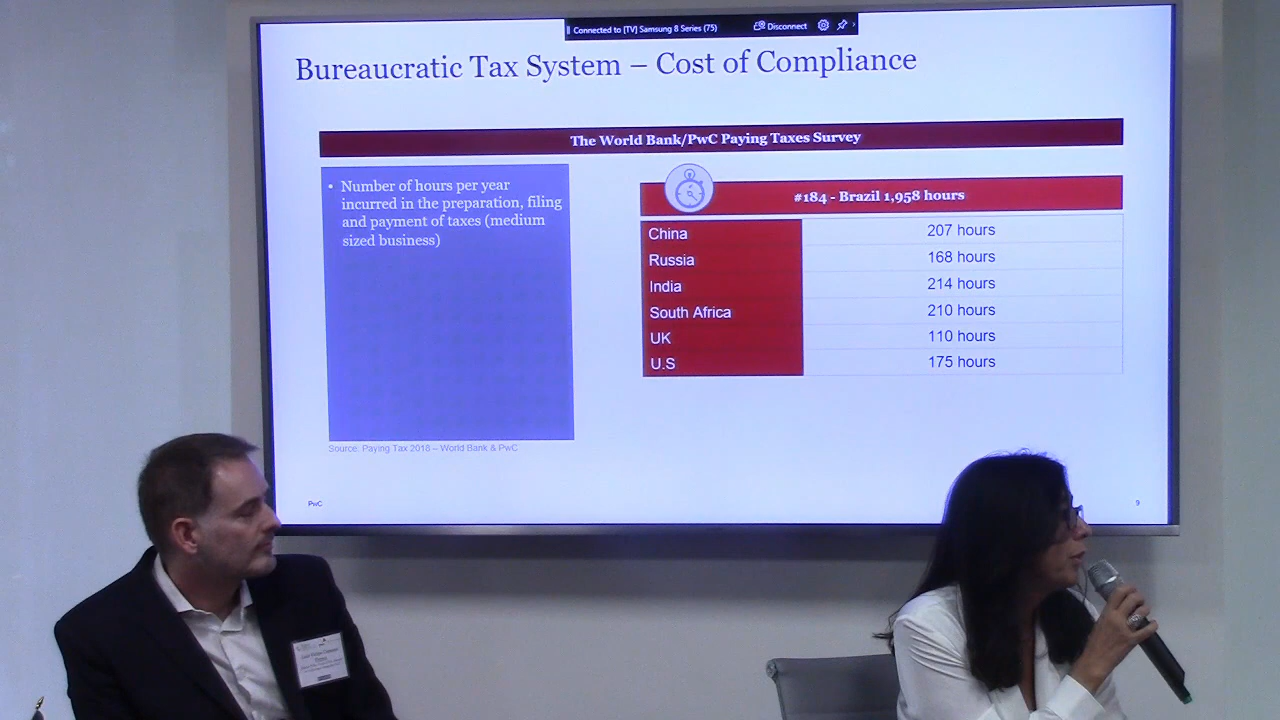 Connected to [TV] Samsung 8 Series (75) Disconnect
Bureaucratic Tax System – Cost of Compliance
The World Bank/PwC Paying Taxes Survey
• Number of hours per year
incurred in the preparation, filing
and payment of taxes (medium
sized business)
#184 - Brazil 1,958 hours
China 207 hours
Russia 168 hours
India 214 hours
South Africa 210 hours
UK 110 hours
U.S 175 hours
Source: Paying Tax 2018 – World Bank & PwC
PwC 9